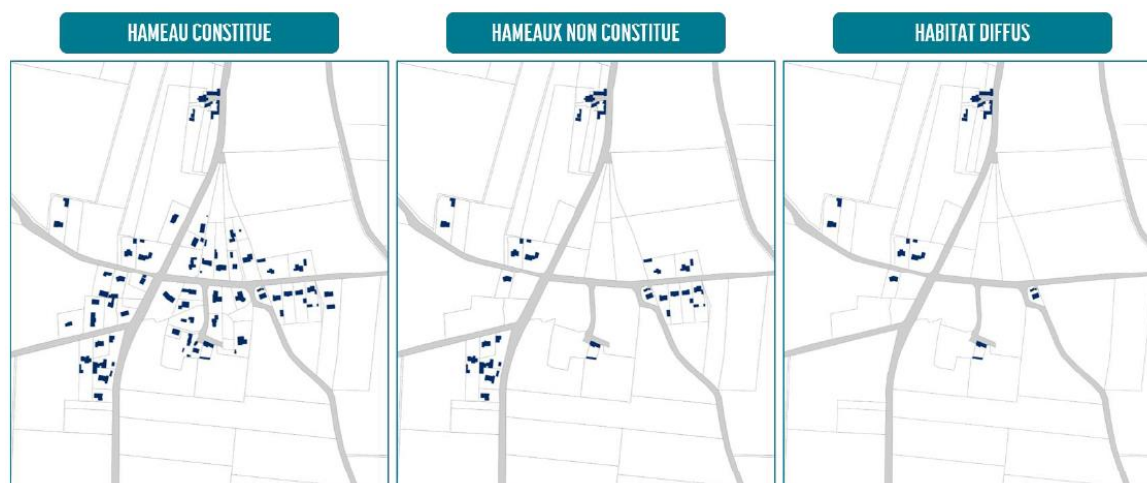 HAMEAU CONSTITUE
HAMEAUX NON CONSTITUE
HABITAT DIFFUS